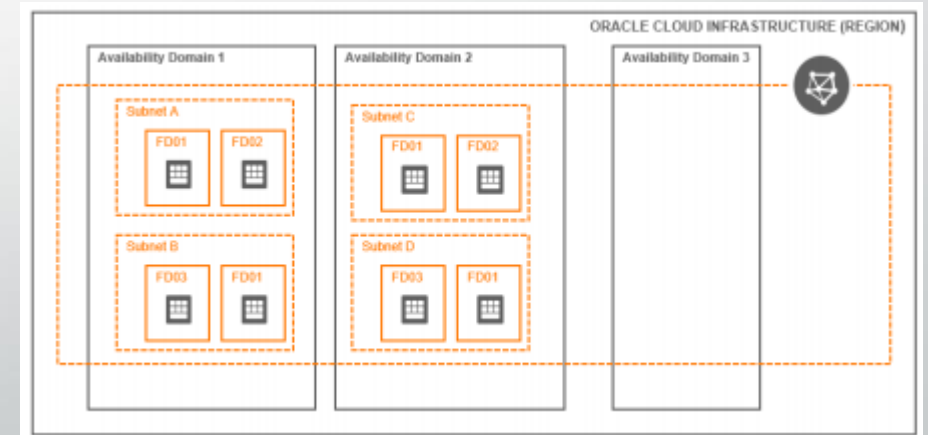 ORACLE CLOUD INFRASTRUCTURE (REGION)
Availability Domain 1
Availability Domain 2
Availability Domain 3
Subnet A
FD01
FD02
Subnet C
FD01
FD02
Subnet B
FD03
FD01
Subnet D
FD03
FD01